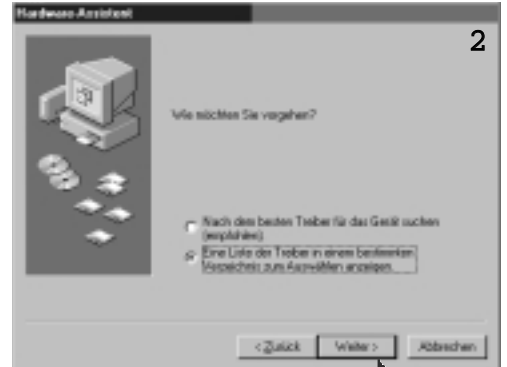 Hardware-Assistent
2
Wie möchten Sie vorgehen?
Nach dem besten Treiber für das Gerät suchen
(empfohlen)
Eine Liste der Treiber in einem bestimmten
Verzeichnis zum Auswählen anzeigen.
< Zurück
Weiter >
Abbrechen